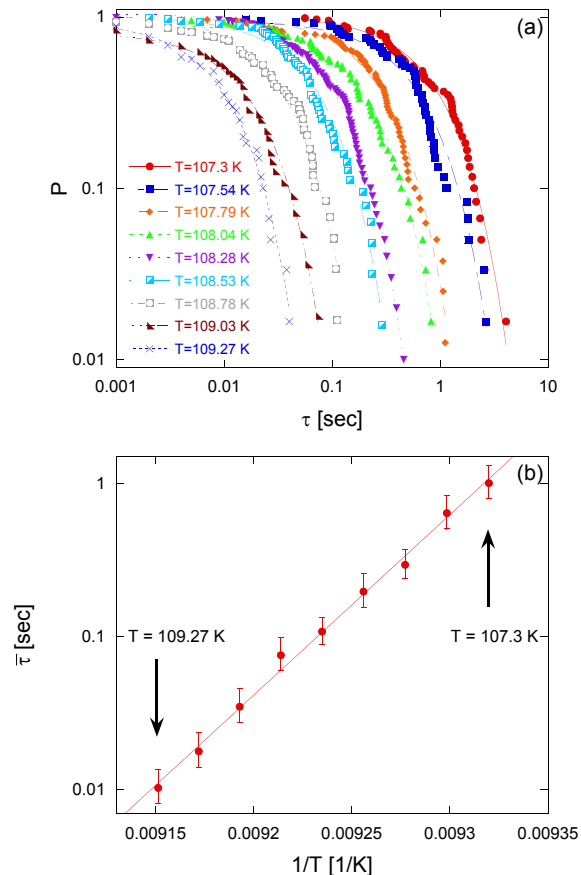 (a)
1
0.1
0.01
P
T=107.3 K
T=107.54 K
T=107.79 K
T=108.04 K
T=108.28 K
T=108.53 K
T=108.78 K
T=109.03 K
T=109.27 K
0.001 0.01 0.1 1 10
τ [sec]
(b)
1
0.1
0.01
τ̅ [sec]
T = 109.27 K
T = 107.3 K
0.00915 0.0092 0.00925 0.0093 0.00935
1/T [1/K]